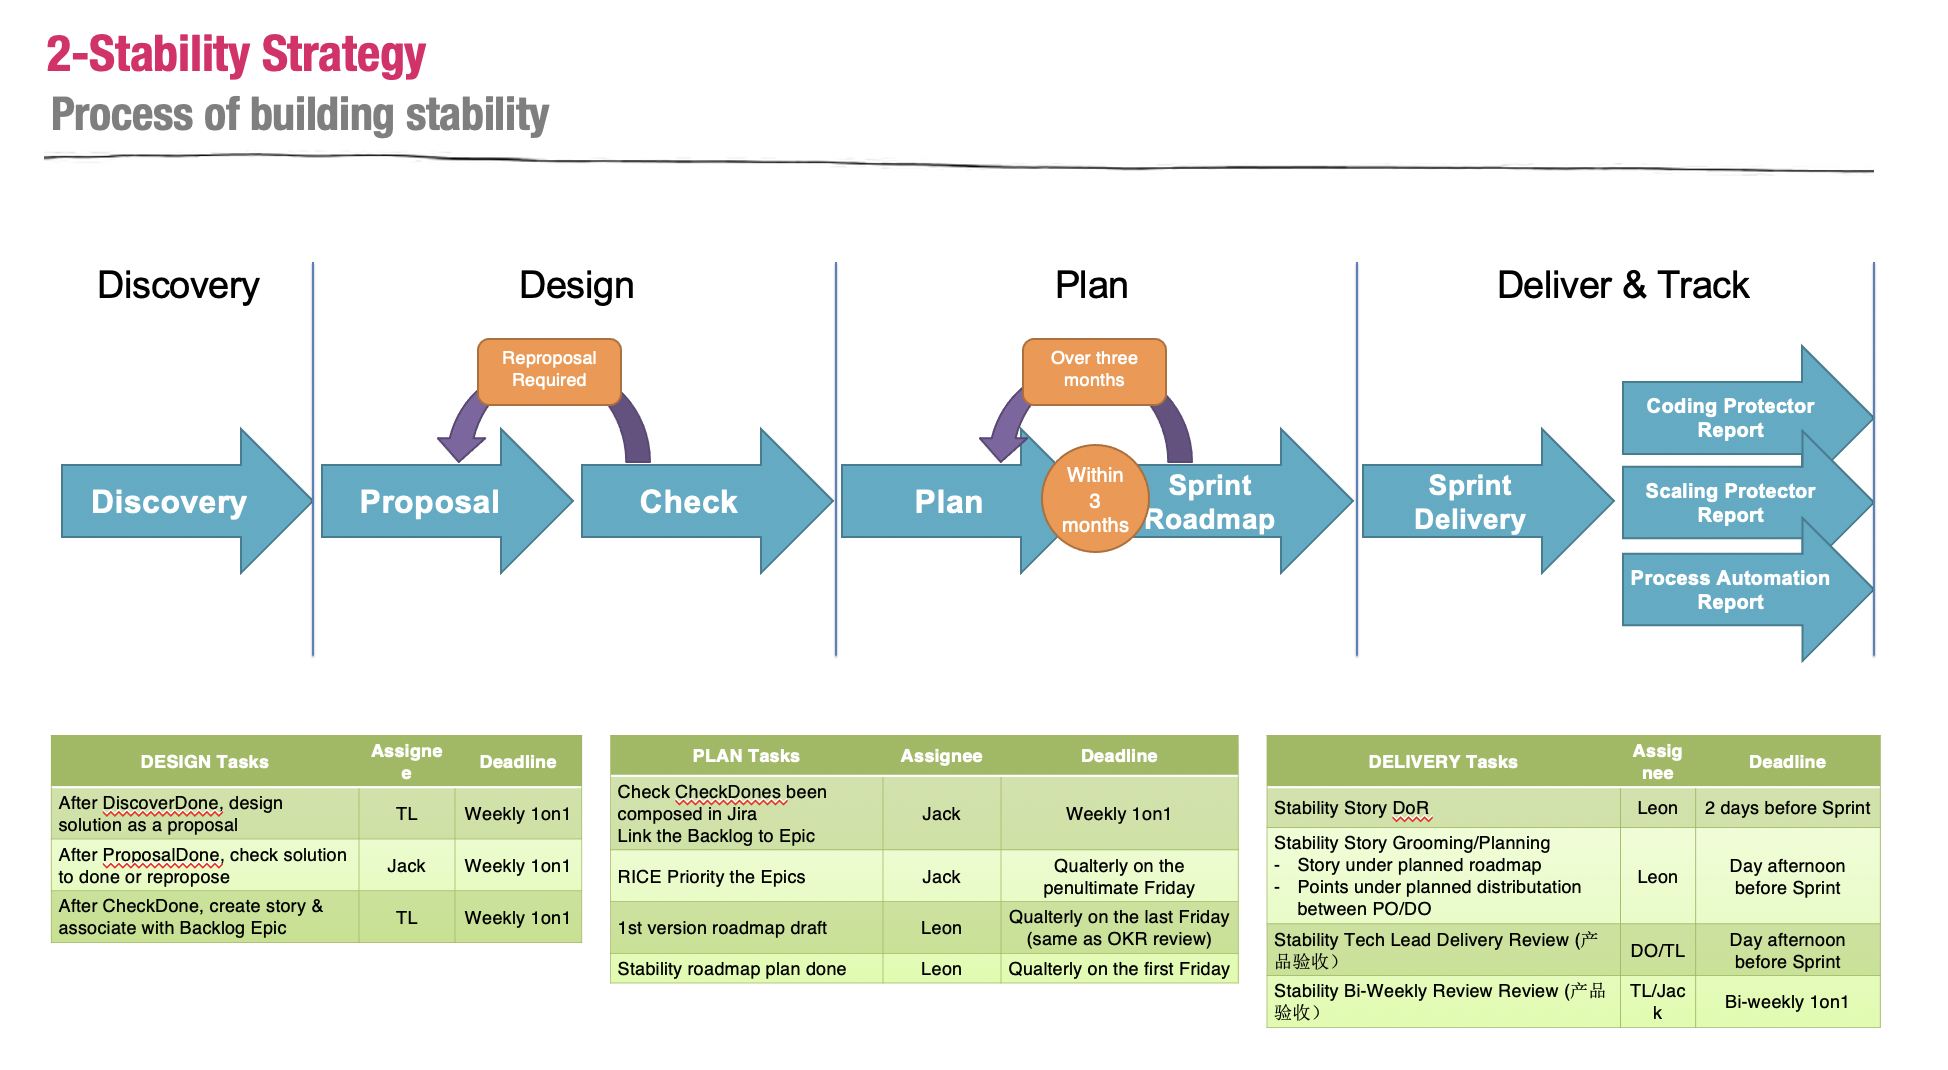 2-Stability Strategy
Process of building stability
Discovery
Design
Plan
Deliver & Track
Reproposal
Required
Over three
months
Discovery
Proposal
Check
Plan
Within
3
months
Sprint
Roadmap
Sprint
Delivery
Coding Protector
Report
Scaling Protector
Report
Process Automation
Report
DESIGN Tasks
Assigne
e
Deadline
After DiscoverDone, design
solution as a proposal
TL
Weekly 1on1
After ProposalDone, check solution
to done or repropose
Jack
Weekly 1on1
After CheckDone, create story &
associate with Backlog Epic
TL
Weekly 1on1
PLAN Tasks
Assignee
Deadline
Check CheckDones been
composed in Jira
Link the Backlog to Epic
Jack
Weekly 1on1
RICE Priority the Epics
Jack
Qualterly on the
penultimate Friday
1st version roadmap draft
Leon
Qualterly on the last Friday
(same as OKR review)
Stability roadmap plan done
Leon
Qualterly on the first Friday
DELIVERY Tasks
Assig
nee
Deadline
Stability Story DoR
Leon
2 days before Sprint
Stability Story Grooming/Planning
- Story under planned roadmap
- Points under planned distributation
between PO/DO
Leon
Day afternoon
before Sprint
Stability Tech Lead Delivery Review (产
品验收）
DO/TL
Day afternoon
before Sprint
Stability Bi-Weekly Review Review (产品
验收）
TL/Jac
k
Bi-weekly 1on1